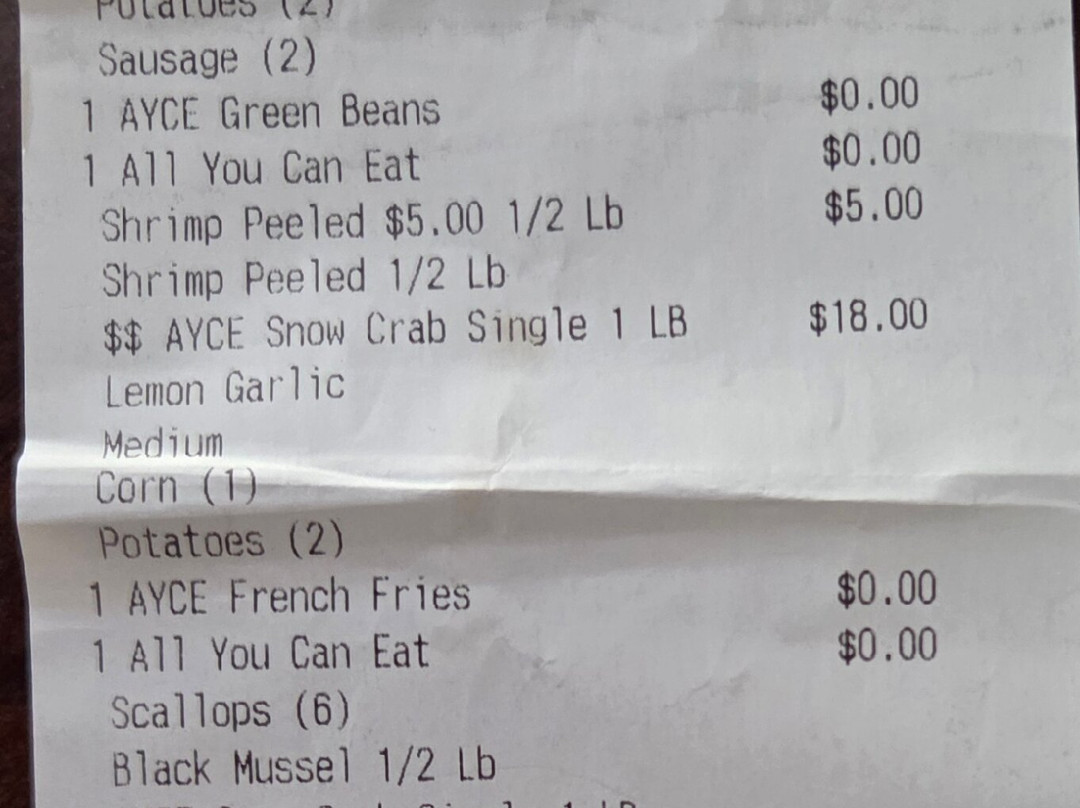 Potatoes (2)
Sausage (2)
1 AYCE Green Beans $0.00
1 All You Can Eat $0.00
Shrimp Peeled $5.00 1/2 Lb $5.00
Shrimp Peeled 1/2 Lb
$$ AYCE Snow Crab Single 1 LB $18.00
Lemon Garlic
Medium
Corn (1)
Potatoes (2)
1 AYCE French Fries $0.00
1 All You Can Eat $0.00
Scallops (6)
Black Mussel 1/2 Lb